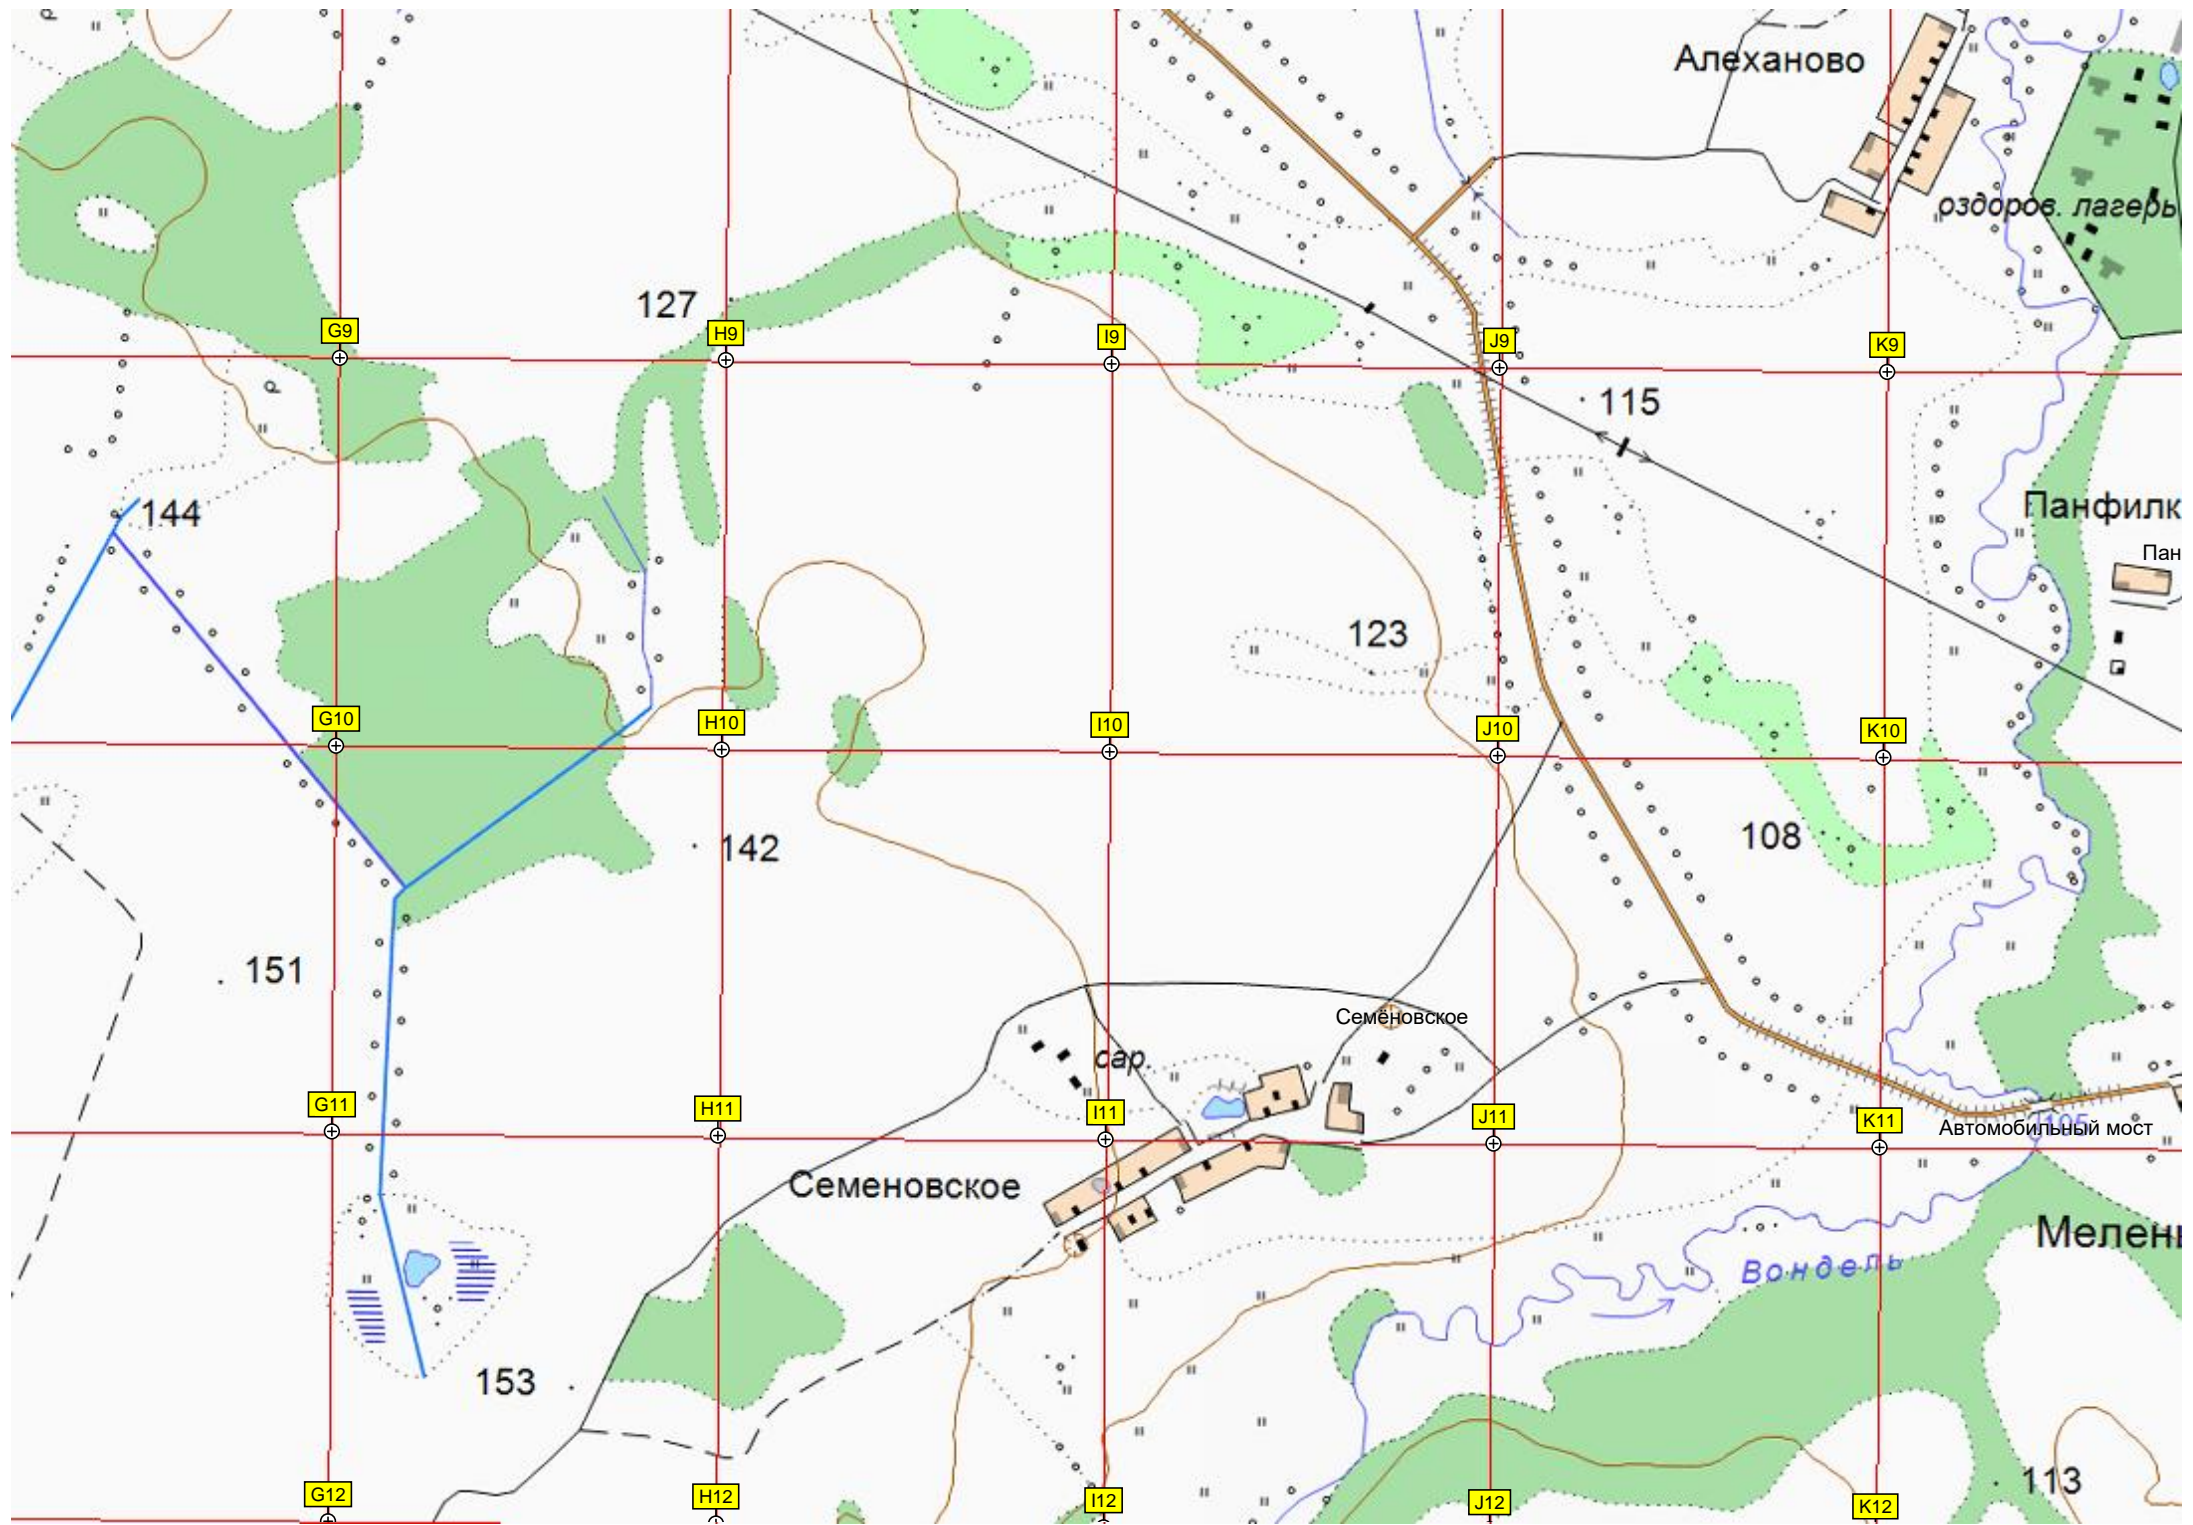 Алеханово
оздоров. лагерь
127
G9
H9
I9
J9
K9
115
144
Панфилк
Пан
123
G10
H10
I10
J10
K10
142
108
151
Семёновское
сар.
G11
H11
I11
J11
K11
105
Автомобильный мост
Семеновское
Мелень
Вондель
153
113
G12
H12
I12
J12
K12